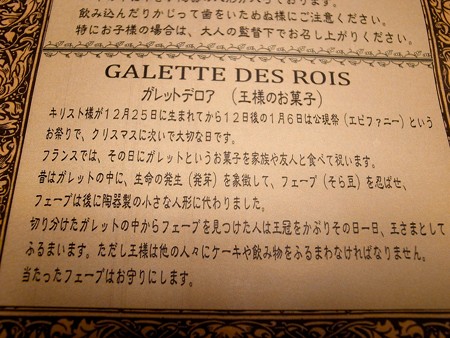 飲み込んだりかじって歯をいためぬ様にご注意ください。
特にお子様の場合は、大人の監督下でお召し上がりください。
GALETTE DES ROIS
ガレットデロア （王様のお菓子）
キリスト様が12月25日に生まれてから12日後の1月6日は公現祭（エピファニー）という
お祭りで、クリスマスに次いで大切な日です。
フランスでは、その日にガレットというお菓子を家族や友人と食べて祝います。
昔はガレットの中に、生命の発生（発芽）を象徴して、フェーブ（そら豆）を忍ばせ、
フェーブは後に陶器製の小さな人形に代わりました。
切り分けたガレットの中からフェーブを見つけた人は王冠をかぶりその日一日、王さまとして
ふるまいます。ただし王様は他の人々にケーキや飲み物をふるまわなければなりません。
当たったフェーブはお守りにします。